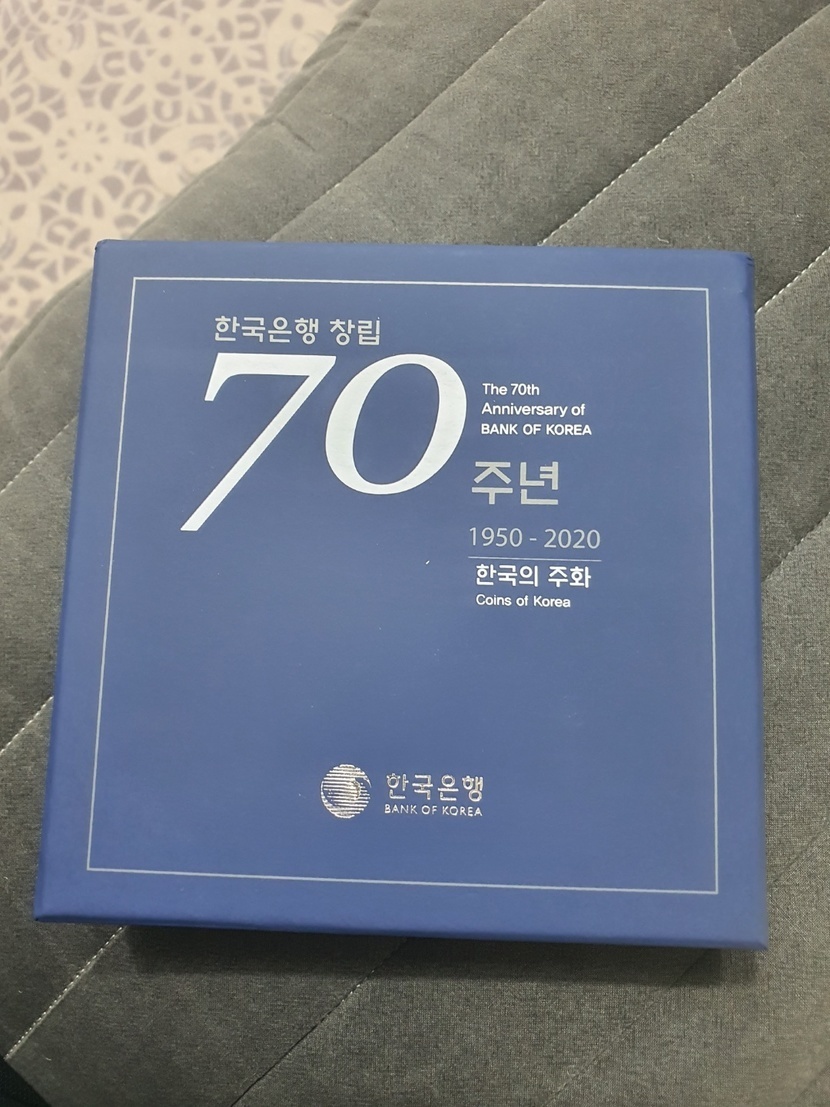 한국은행 창립
70
The 70th
Anniversary of
BANK OF KOREA
주년
1950 - 2020
한국의 주화
Coins of Korea
한국은행
BANK OF KOREA